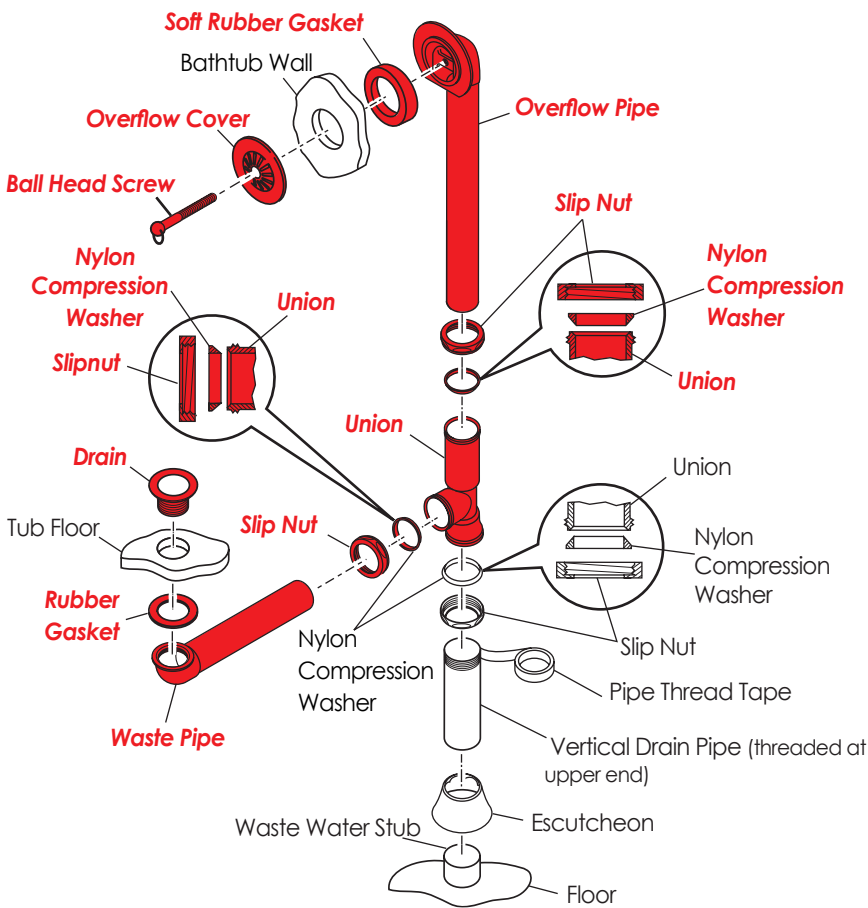 Soft Rubber Gasket
Bathtub Wall
Overflow Cover
Overflow Pipe
Ball Head Screw
Slip Nut
Nylon
Compression
Washer
Union
Nylon
Compression
Washer
Union
Slipnut
Union
Drain
Union
Tub Floor
Slip Nut
Nylon
Compression
Washer
Rubber
Gasket
Nylon
Compression
Washer
Slip Nut
Pipe Thread Tape
Waste Pipe
Vertical Drain Pipe (threaded at
upper end)
Waste Water Stub
Escutcheon
Floor